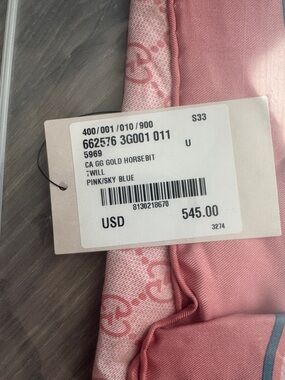 400/001/010/900 S33
662576 3G001 011 U
5969
CA GG GOLD HORSEBIT
TWILL
PINK/SKY BLUE
8130218670
USD 545.00
3274